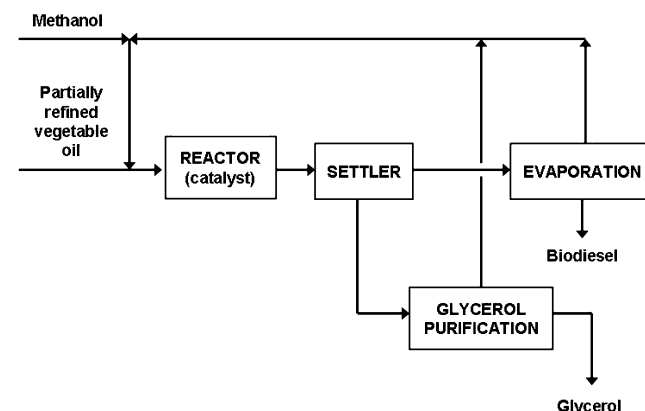 Methanol
Partially
refined
vegetable
oil
REACTOR
(catalyst)
SETTLER
EVAPORATION
Biodiesel
GLYCEROL
PURIFICATION
Glycerol